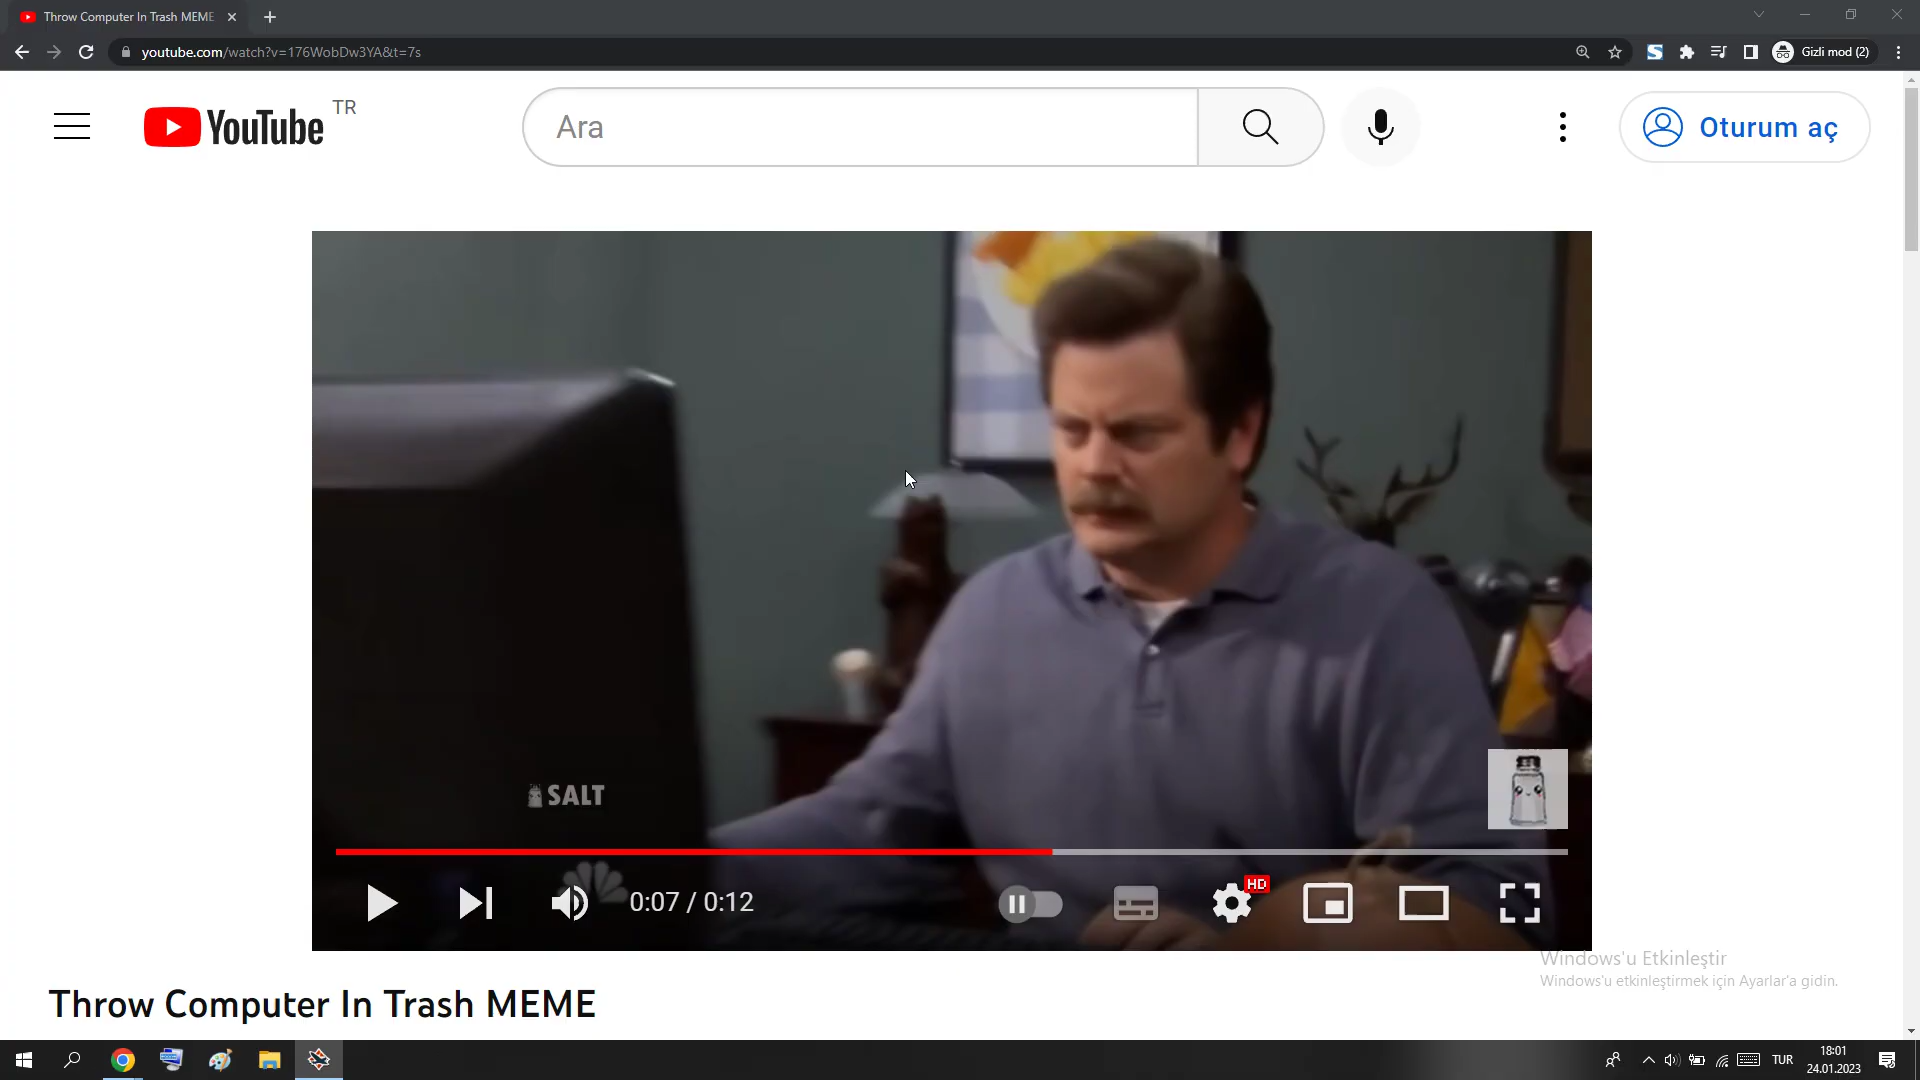 Throw Computer In Trash MEME
youtube.com/watch?v=176WobDw3YA&t=7s
Gizli mod (2)
YouTube TR
Ara
Oturum aç
SALT
0:07 / 0:12
HD
Windows'u Etkinleştir
Windows'u etkinleştirmek için Ayarlar'a gidin.
Throw Computer In Trash MEME
TUR
18:01
24.01.2023